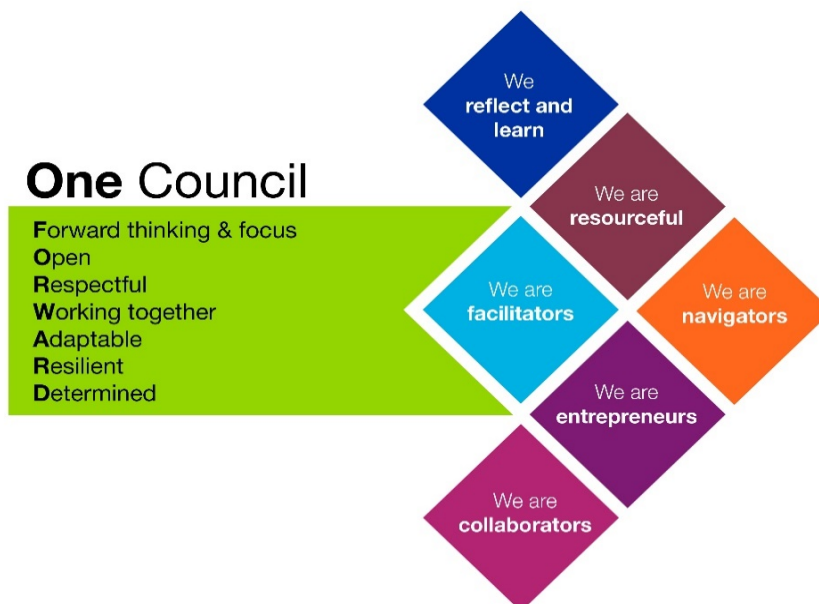 One Council
Forward thinking & focus
Open
Respectful
Working together
Adaptable
Resilient
Determined
We
reflect and
learn
We are
resourceful
We are
facilitators
We are
navigators
We are
entrepreneurs
We are
collaborators